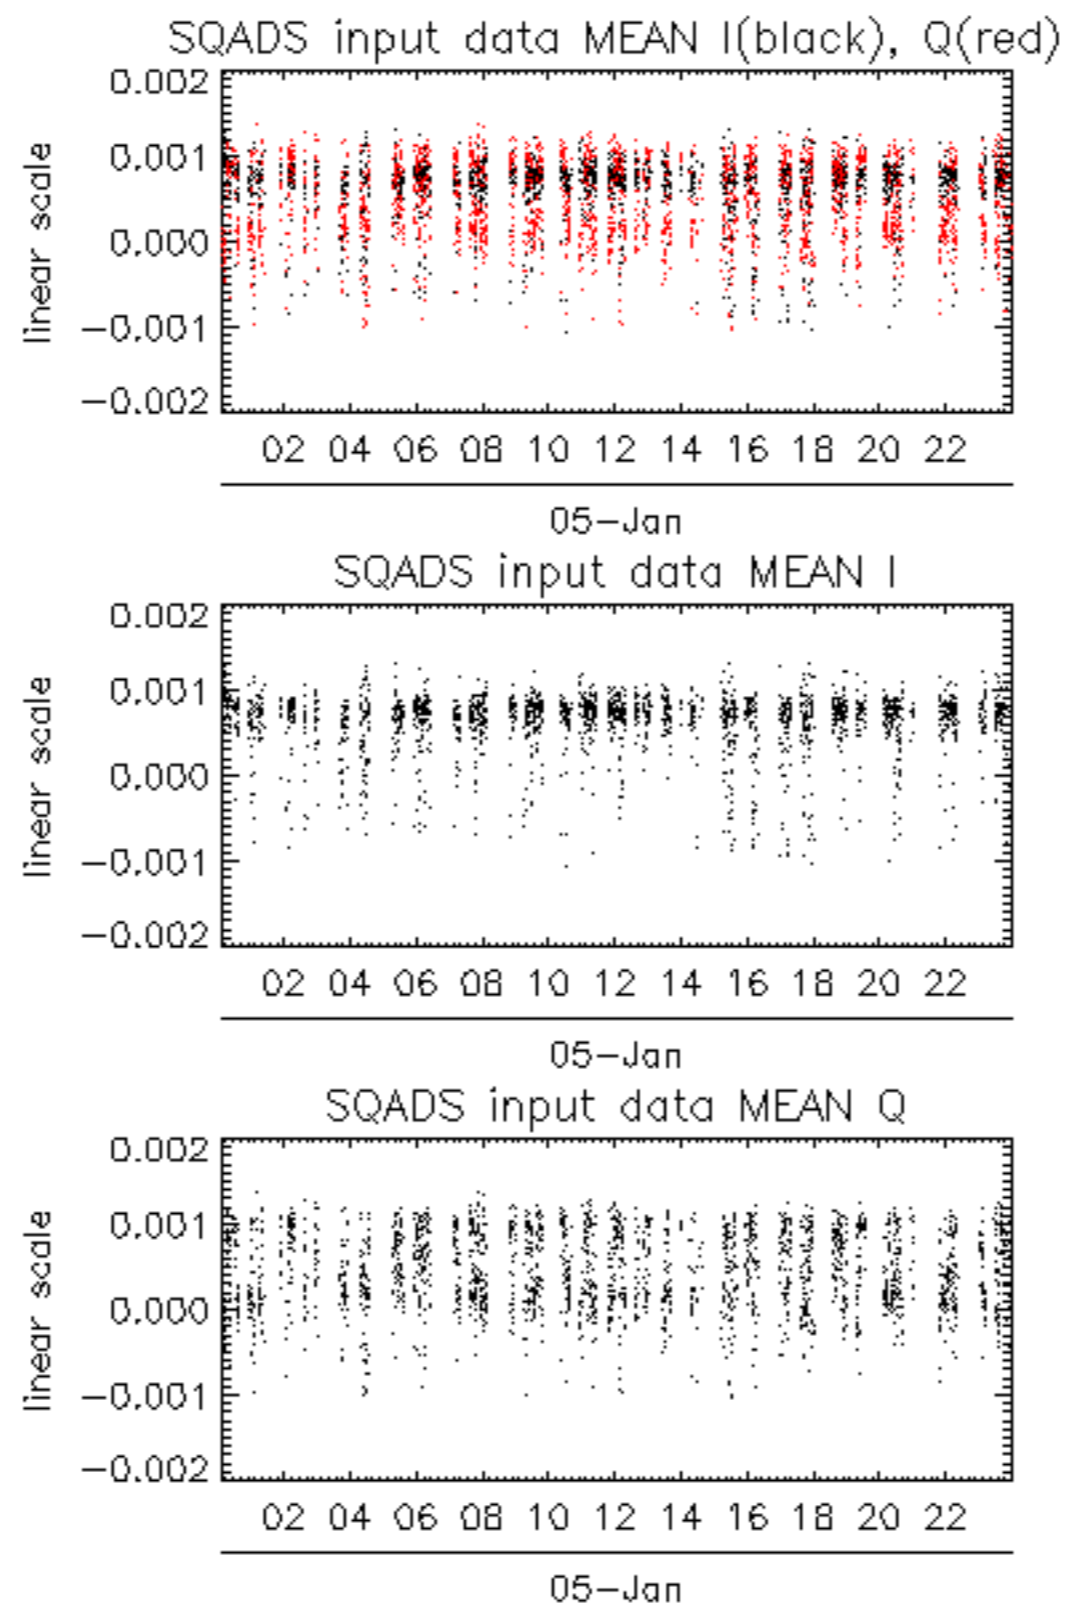 SQADS input data MEAN I(black), Q(red)
0.002
0.001
0.000
−0.001
−0.002
linear scale
02 04 06 08 10 12 14 16 18 20 22
05−Jan
SQADS input data MEAN I
0.002
0.001
0.000
−0.001
−0.002
linear scale
02 04 06 08 10 12 14 16 18 20 22
05−Jan
SQADS input data MEAN Q
0.002
0.001
0.000
−0.001
−0.002
linear scale
02 04 06 08 10 12 14 16 18 20 22
05−Jan